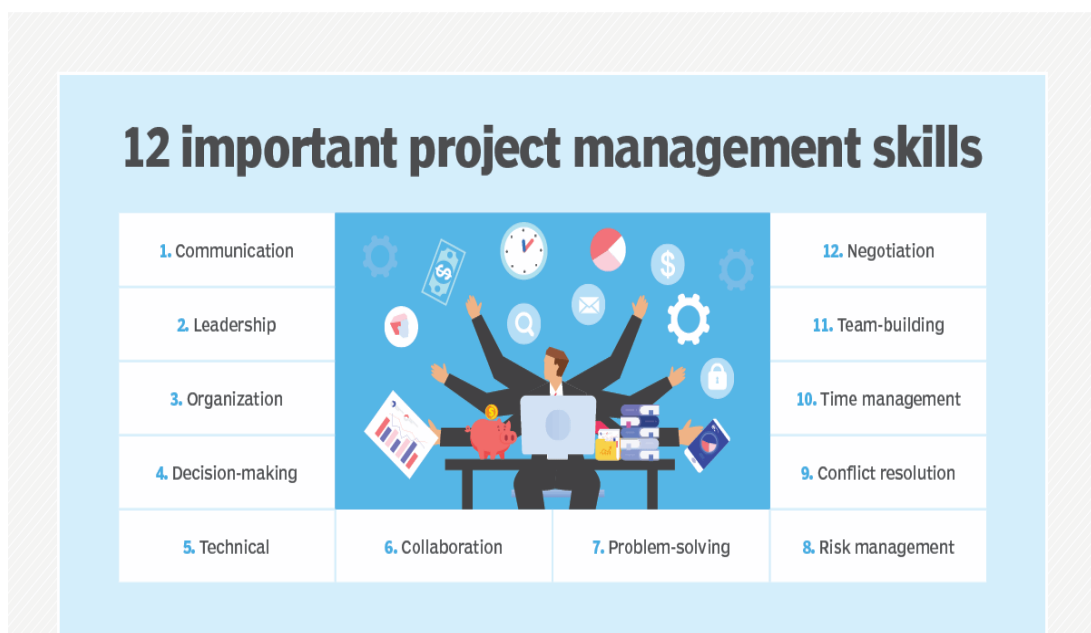 12 important project management skills
1. Communication
2. Leadership
3. Organization
4. Decision-making
5. Technical
6. Collaboration
7. Problem-solving
8. Risk management
9. Conflict resolution
10. Time management
11. Team-building
12. Negotiation
$
$
$